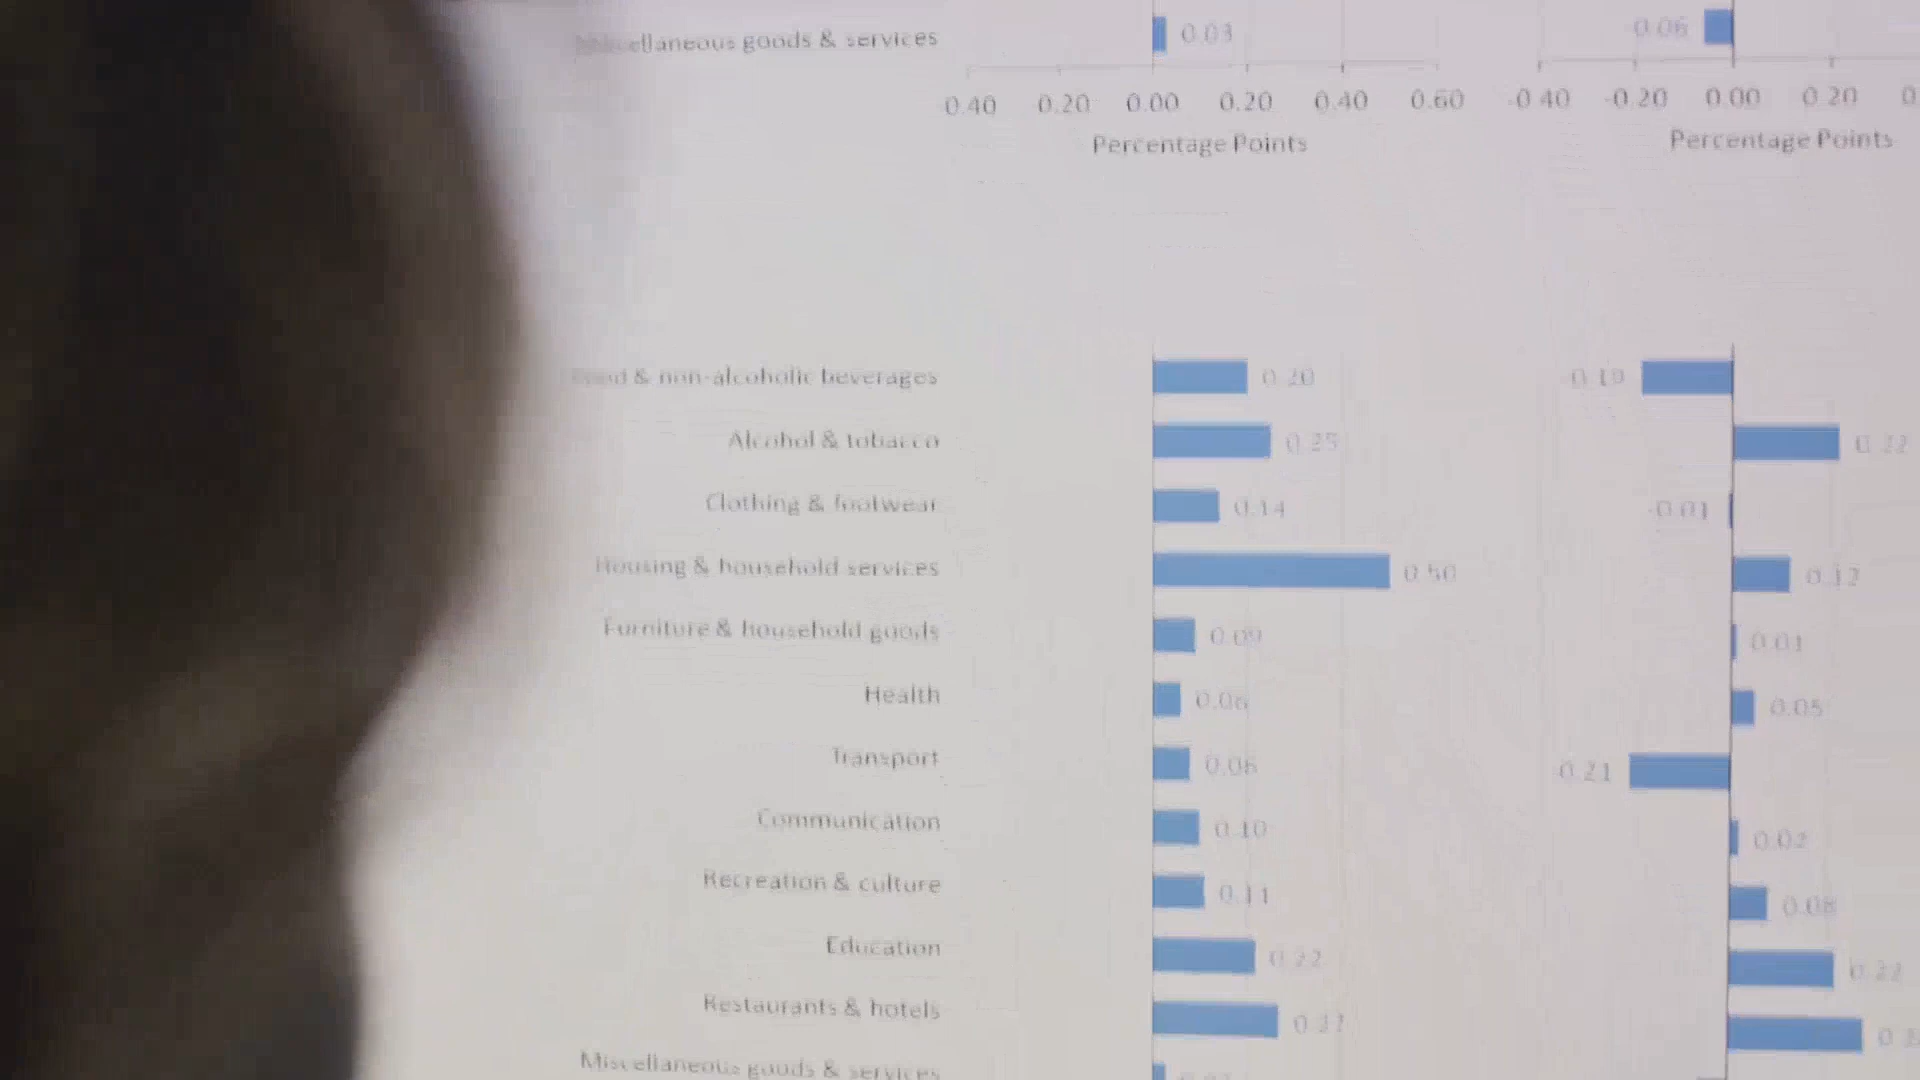 Miscellaneous goods & services 0.03 0.06
0.40 0.20 0.00 0.20 0.40 0.60 -0.40 -0.20 0.00 0.20
Percentage Points Percentage Points
Food & non-alcoholic beverages 0.20 0.19
Alcohol & tobacco 0.25 0.22
Clothing & footwear 0.14 -0.01
Housing & household services 0.50 0.12
Furniture & household goods 0.09 0.01
Health 0.06 0.05
Transport 0.21
Communication 0.10 0.02
Recreation & culture 0.11 0.08
Education 0.22 0.22
Restaurants & hotels
Miscellaneous goods & services